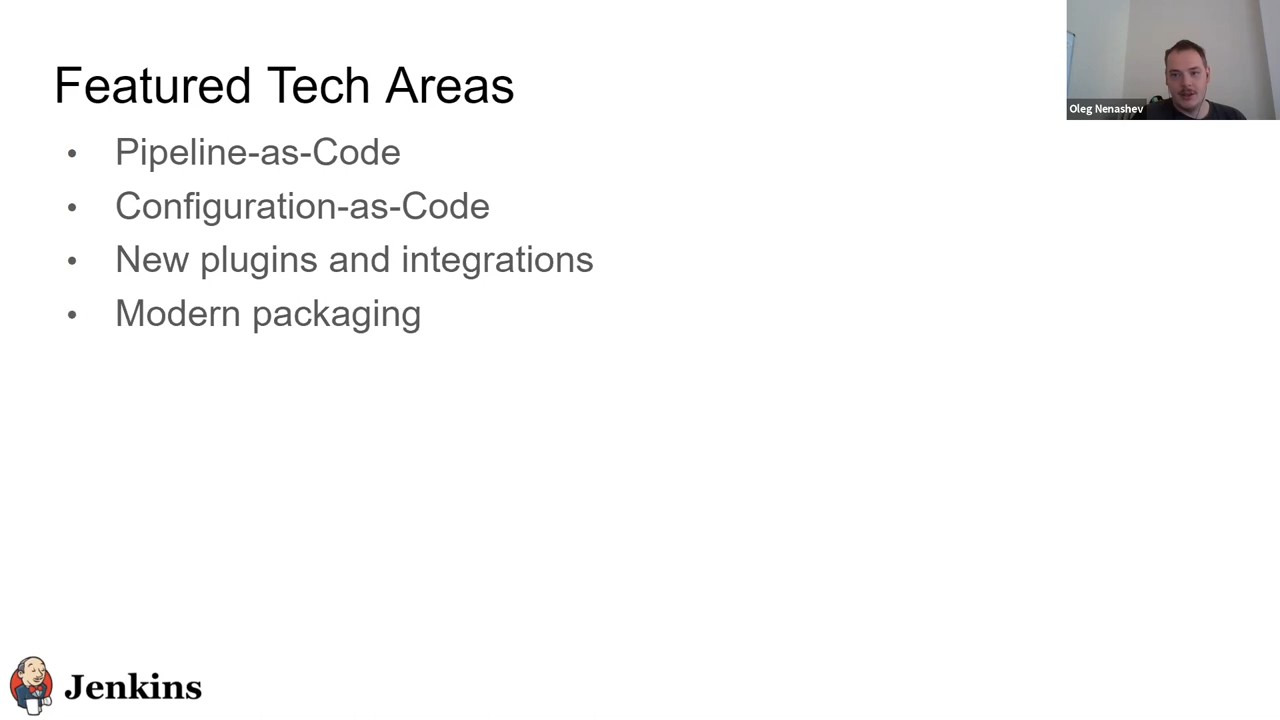 Featured Tech Areas
Oleg Nenashev
• Pipeline-as-Code
• Configuration-as-Code
• New plugins and integrations
• Modern packaging
Jenkins